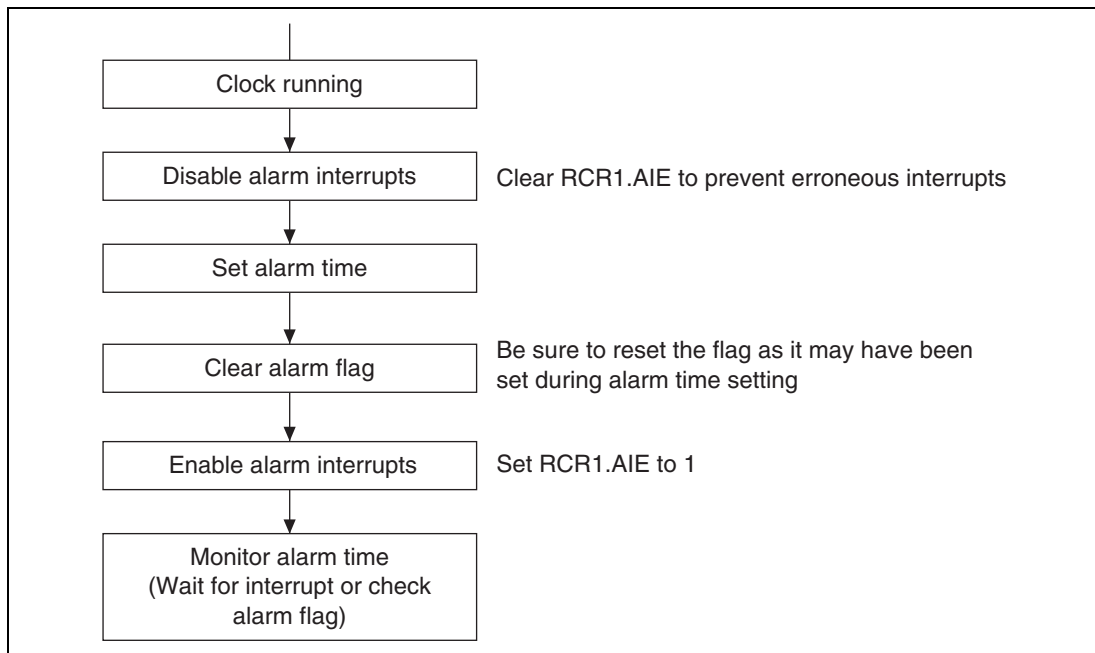 Clock running
Disable alarm interrupts
Clear RCR1.AIE to prevent erroneous interrupts
Set alarm time
Clear alarm flag
Be sure to reset the flag as it may have been
set during alarm time setting
Enable alarm interrupts
Set RCR1.AIE to 1
Monitor alarm time
(Wait for interrupt or check
alarm flag)